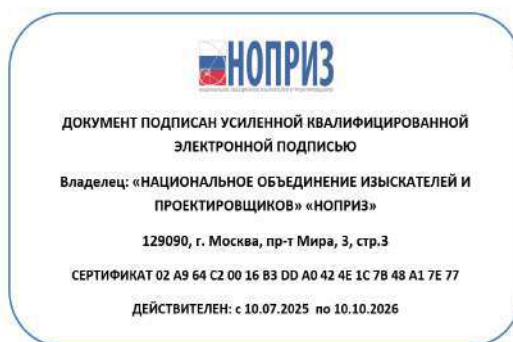 НОПРИЗ
ДОКУМЕНТ ПОДПИСАН УСИЛЕННОЙ КВАЛИФИЦИРОВАННОЙ
ЭЛЕКТРОННОЙ ПОДПИСЬЮ
Владелец: «НАЦИОНАЛЬНОЕ ОБЪЕДИНЕНИЕ ИЗЫСКАТЕЛЕЙ И
ПРОЕКТИРОВЩИКОВ» «НОПРИЗ»
129090, г. Москва, пр-т Мира, 3, стр.3
СЕРТИФИКАТ 02 A9 64 C2 00 16 B3 DD A0 42 4E 1C 7B 48 A1 7E 77
ДЕЙСТВИТЕЛЕН: с 10.07.2025 по 10.10.2026